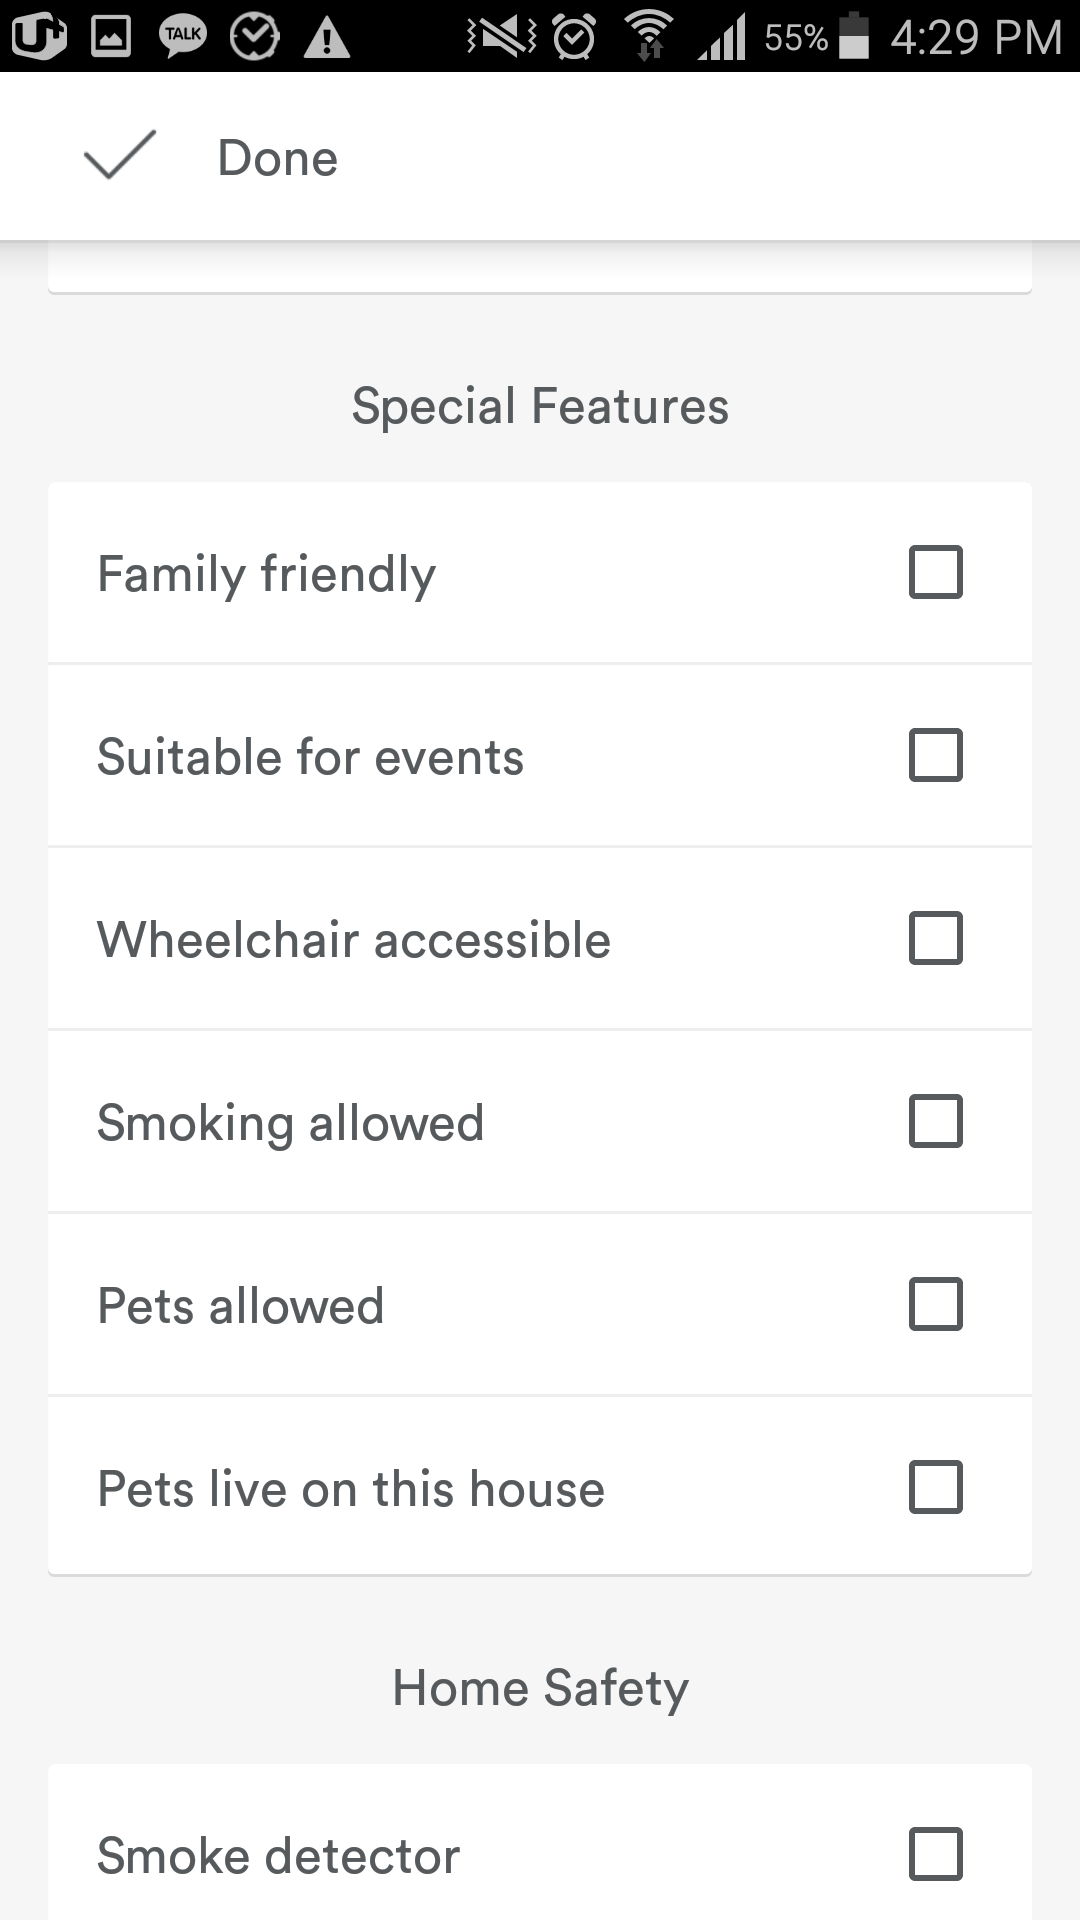 U+ TALK 55% 4:29 PM
Done
Special Features
Family friendly
Suitable for events
Wheelchair accessible
Smoking allowed
Pets allowed
Pets live on this house
Home Safety
Smoke detector